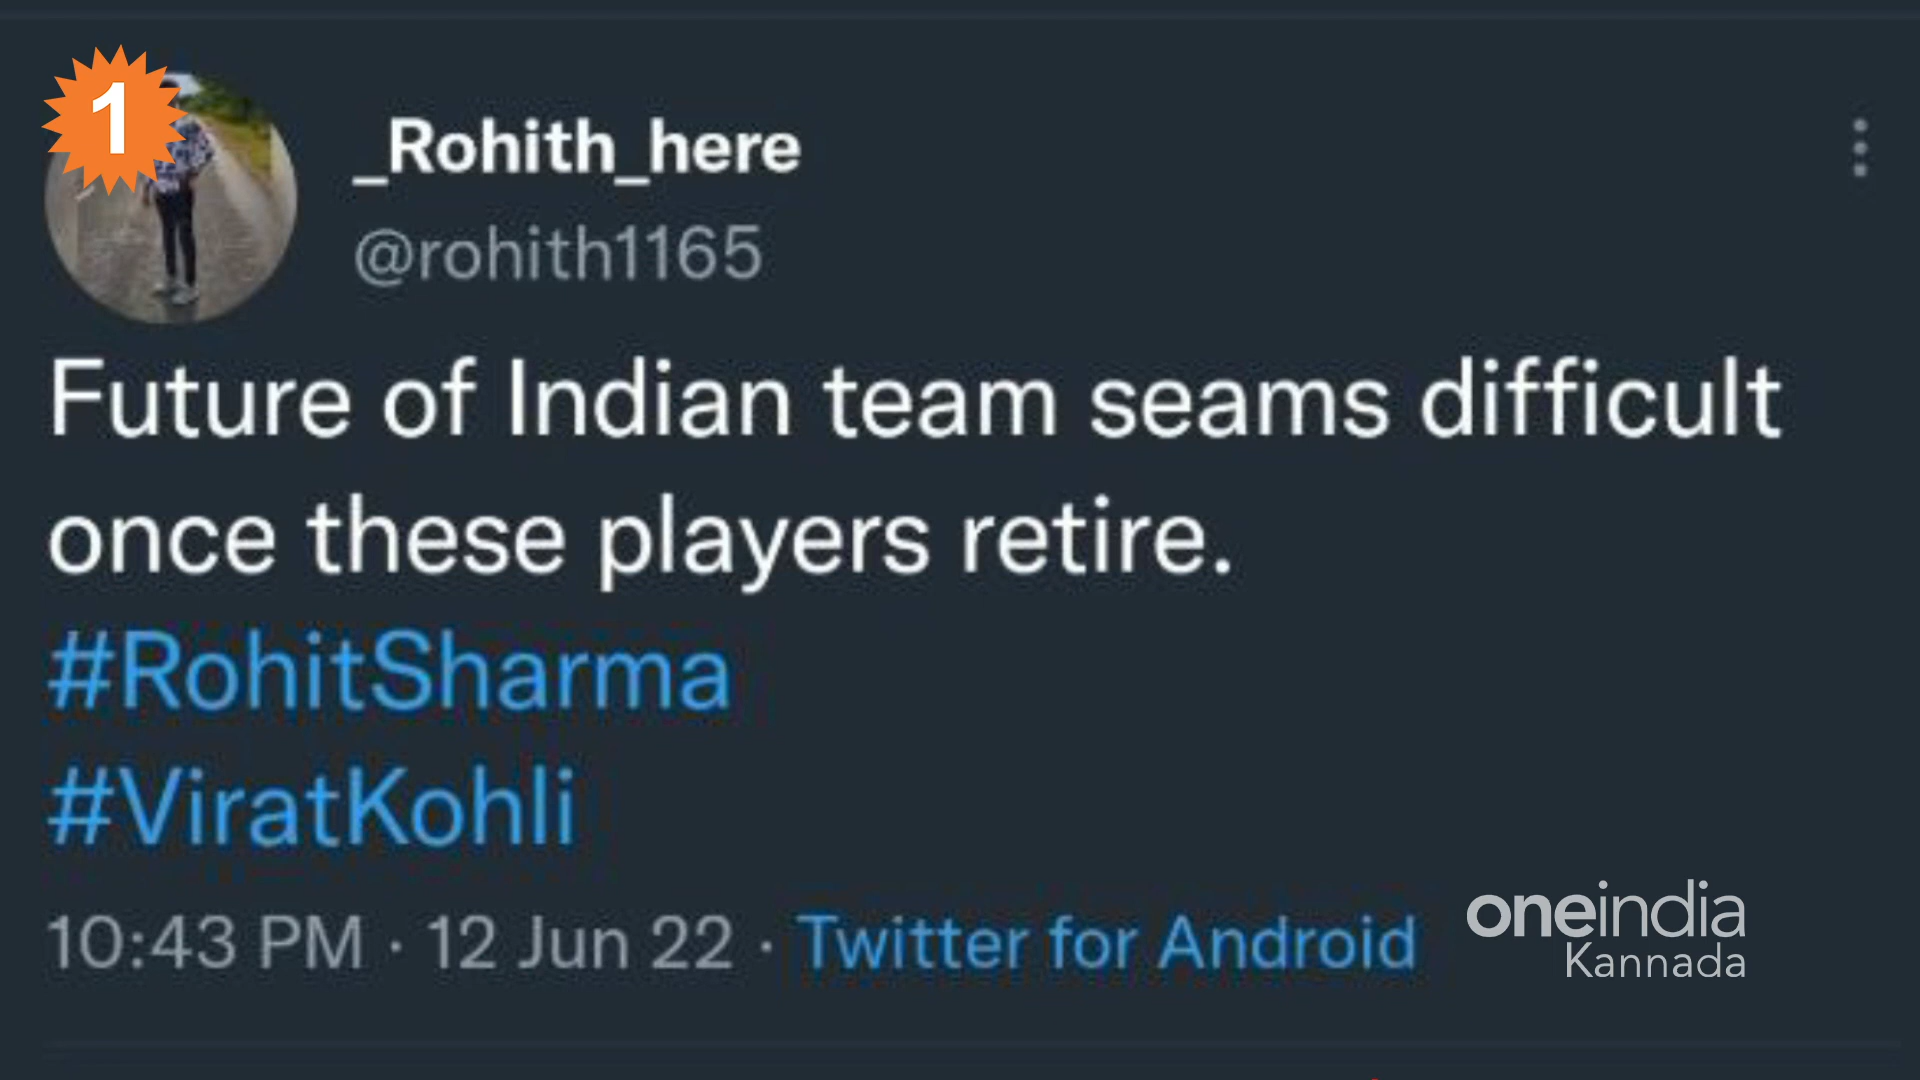 1
_Rohith_here
@rohith1165
Future of Indian team seams difficult
once these players retire.
#RohitSharma
#ViratKohli
10:43 PM · 12 Jun 22 · Twitter for Android
oneindia
Kannada